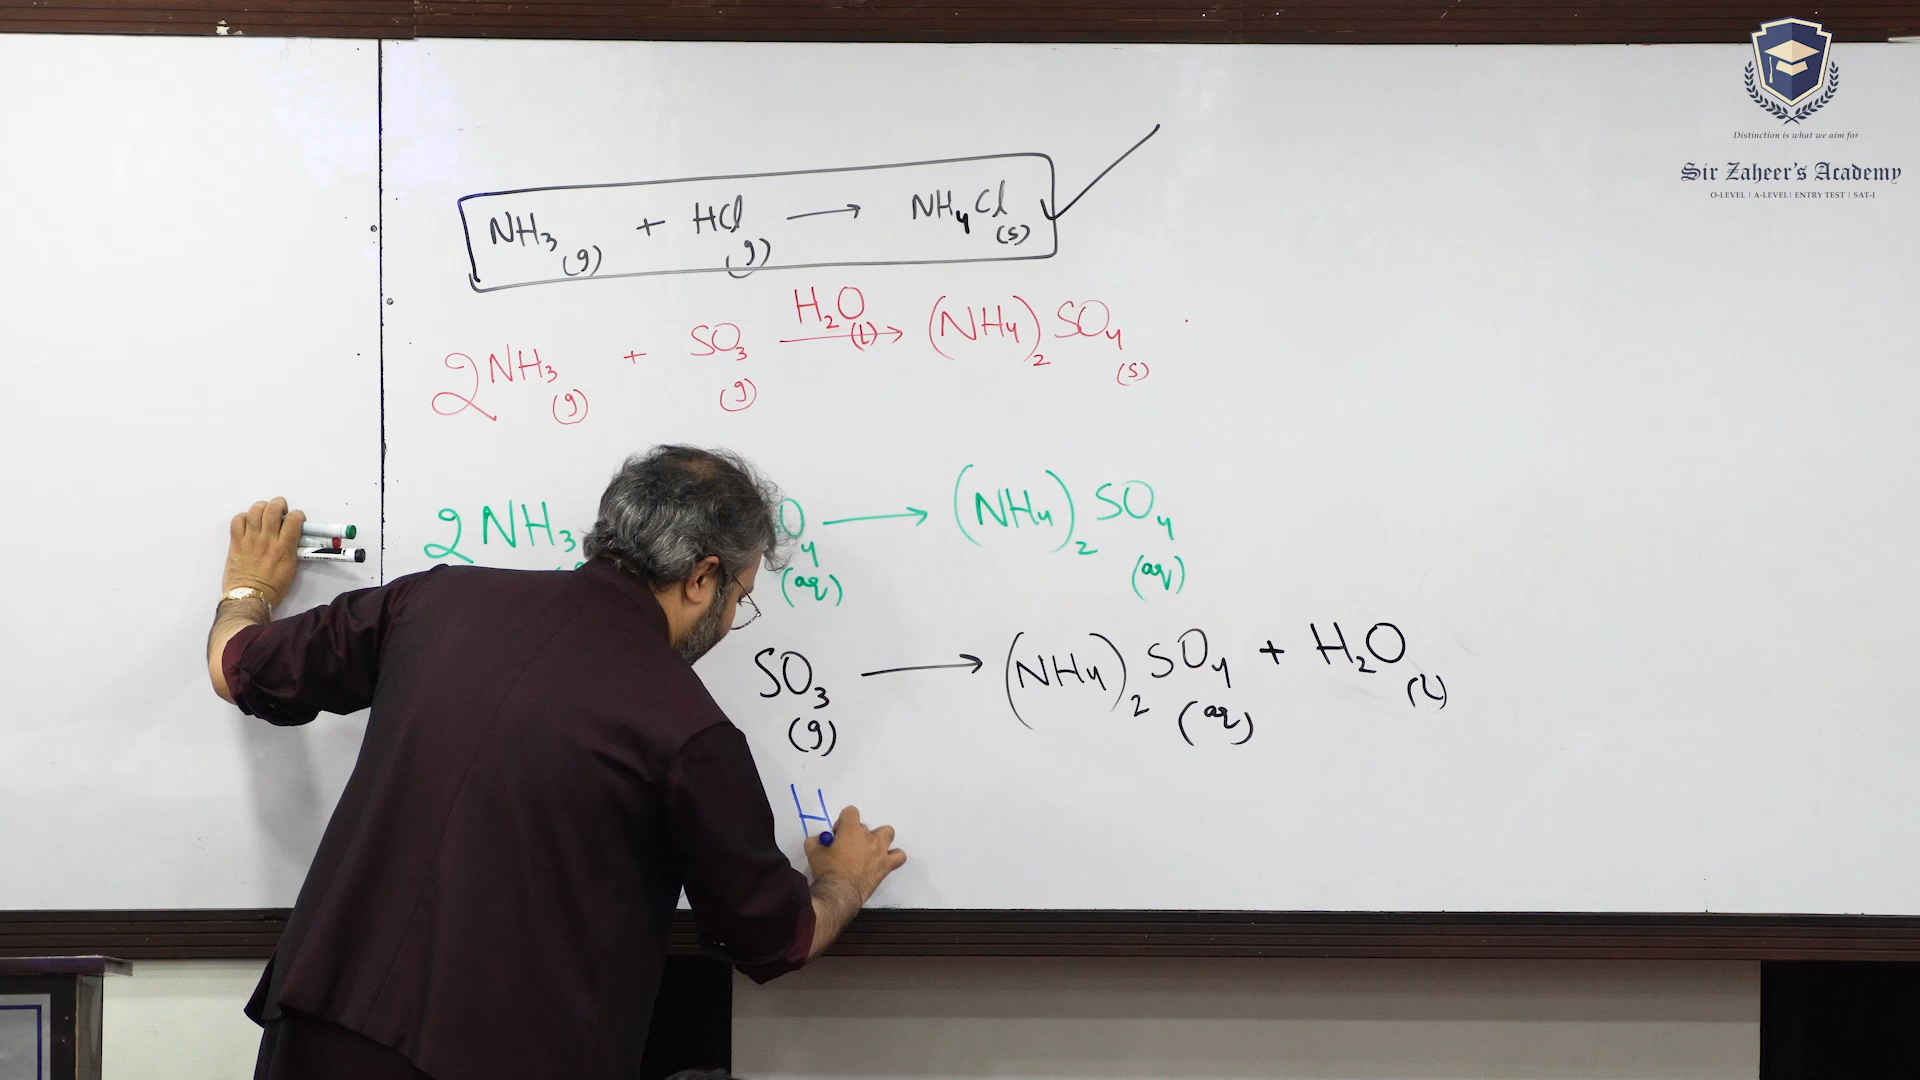 Distinction is what we aim for
Sir Zaheer's Academy
O-LEVEL | A-LEVEL | ENTRY TEST | SAT-I
NH₃(g) + HCl(g) → NH₄Cl(s)
2NH₃(g) + SO₃(g) —H₂O(l)→ (NH₄)₂SO₄(s)
2NH₃ O₄(aq) → (NH₄)₂SO₄(aq)
SO₃(g) → (NH₄)₂SO₄(aq) + H₂O(l)
H